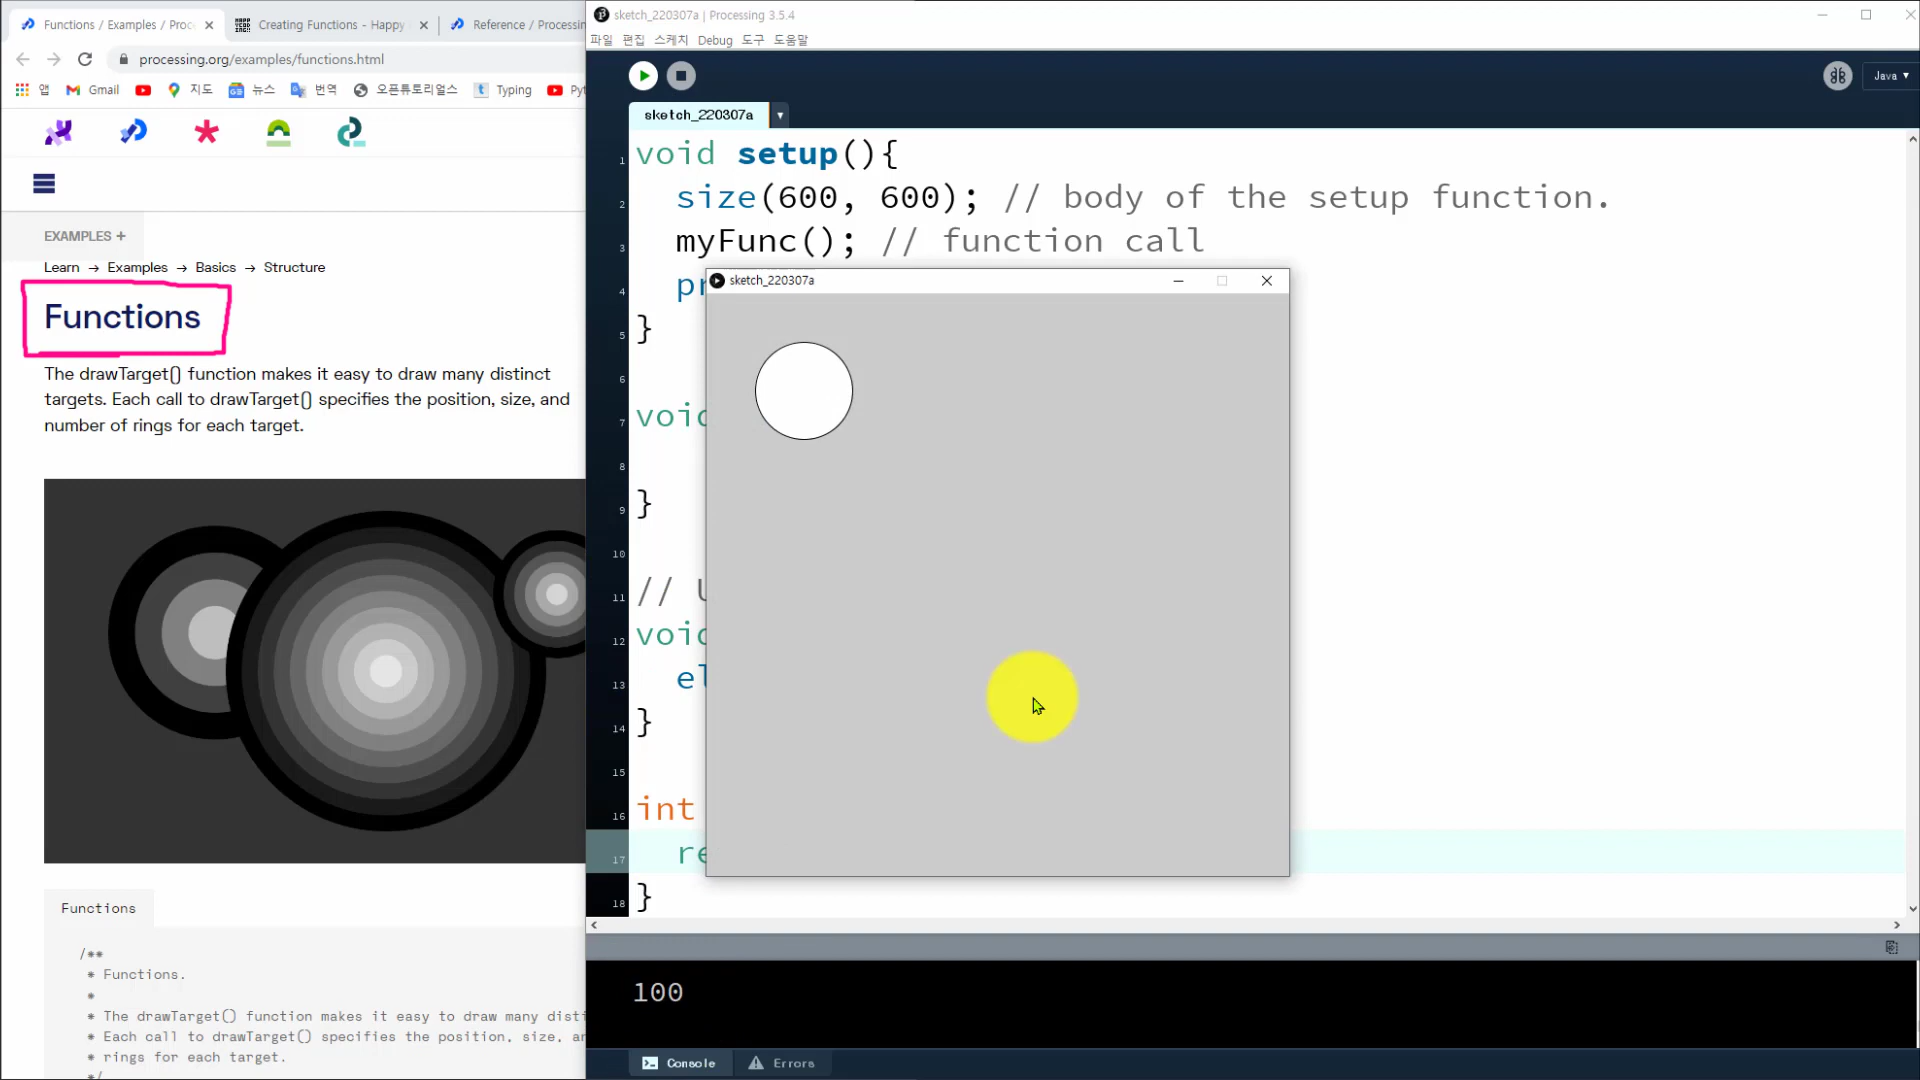 Functions / Examples / Proc
Creating Functions - Happy
Reference / Processin
processing.org/examples/functions.html
앱
Gmail
지도
뉴스
번역
오픈튜토리얼스
Typing
EXAMPLES +
Learn → Examples → Basics → Structure
Functions
The drawTarget() function makes it easy to draw many distinct
targets. Each call to drawTarget() specifies the position, size, and
number of rings for each target.
Functions
/**
* Functions.
*
* The drawTarget() function makes it easy to draw many disti
* Each call to drawTarget() specifies the position, size, an
* rings for each target.
*/
sketch_220307a | Processing 3.5.4
파일 편집 스케치 Debug 도구 도움말
Java
sketch_220307a
1 void setup(){
2 size(600, 600); // body of the setup function.
3 myFunc(); // function call
4 pr
5 }
6
7 void
8
9 }
10
11 //
12 void
13 el
14 }
15
16 int
17 re
18 }
sketch_220307a
100
Console
Errors